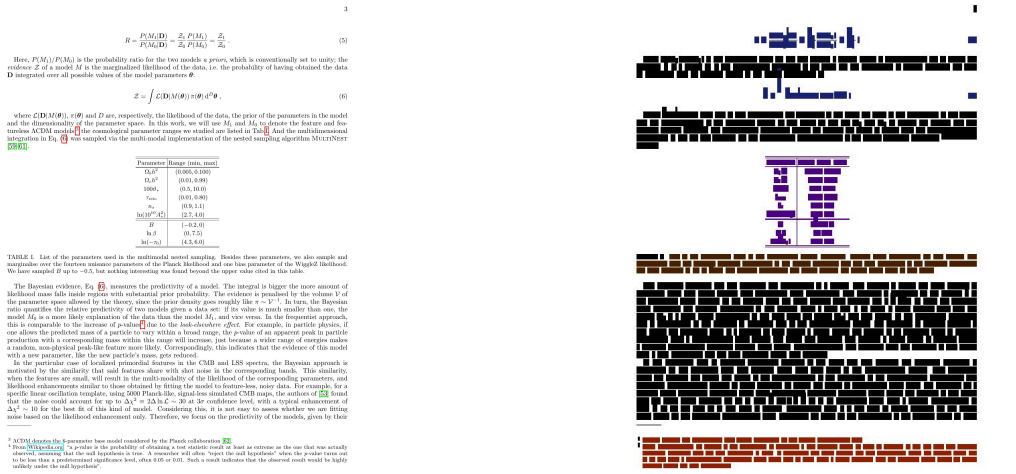 3
R = P(M₁|D) / P(M₀|D) = Z₁ P(M₁) / Z₀ P(M₀) = Z₁ / Z₀ . (5)
Here, P(M₁)/P(M₀) is the probability ratio for the two models a priori, which is conventionally set to unity; the
evidence Z of a model M is the marginalized likelihood of the data, i.e. the probability of having obtained the data
D integrated over all possible values of the model parameters θ:
Z = ∫ L(D|M(θ)) π(θ) dᴰθ , (6)
where L(D|M(θ)), π(θ) and D are, respectively, the likelihood of the data, the prior of the parameters in the model
and the dimensionality of the parameter space. In this work, we will use M₁ and M₀ to denote the feature and fea-
tureless ΛCDM models³ the cosmological parameter ranges we studied are listed in Tab. I. And the multidimensional
integration in Eq. (6) was sampled via the multi-modal implementation of the nested sampling algorithm MultiNest
[59–61].
Parameter Range (min, max)
Ω_b h² (0.005, 0.100)
Ω_c h² (0.01, 0.99)
100θ_* (0.5, 10.0)
τ_reio (0.01, 0.80)
n_s (0.9, 1.1)
ln(10¹⁰A_s²) (2.7, 4.0)
B (−0.2, 0)
ln β (0, 7.5)
ln(−τ₀) (4.3, 6.0)
TABLE I. List of the parameters used in the multimodal nested sampling. Besides these parameters, we also sample and
marginalise over the fourteen nuisance parameters of the Planck likelihood and one bias parameter of the WiggleZ likelihood.
We have sampled B up to −0.5, but nothing interesting was found beyond the upper value cited in this table.
The Bayesian evidence, Eq. (6), measures the predictivity of a model. The integral is bigger the more amount of
likelihood mass falls inside regions with substantial prior probability. The evidence is penalised by the volume V of
the parameter space allowed by the theory, since the prior density goes roughly like π ∼ V⁻¹. In turn, the Bayesian
ratio quantifies the relative predictivity of two models given a data set: if its value is much smaller than one, the
model M₀ is a more likely explanation of the data than the model M₁, and vice versa. In the frequentist approach,
this is comparable to the increase of p-values⁴ due to the look-elsewhere effect. For example, in particle physics, if
one allows the predicted mass of a particle to vary within a broad range, the p-value of an apparent peak in particle
production with a corresponding mass within this range will increase, just because a wider range of energies makes
a random, non-physical peak-like feature more likely. Correspondingly, this indicates that the evidence of this model
with a new parameter, like the new particle's mass, gets reduced.
In the particular case of localized primordial features in the CMB and LSS spectra, the Bayesian approach is
motivated by the similarity that said features share with shot noise in the corresponding bands. This similarity,
when the features are small, will result in the multi-modality of the likelihood of the corresponding parameters, and
likelihood enhancements similar to those obtained by fitting the model to feature-less, noisy data. For example, for a
specific linear oscillation template, using 5000 Planck-like, signal-less simulated CMB maps, the authors of [53] found
that the noise could account for up to Δχ² ≡ 2Δ ln L ∼ 30 at 3σ confidence level, with a typical enhancement of
Δχ² ∼ 10 for the best fit of this kind of model. Considering this, it is not easy to assess whether we are fitting
noise based on the likelihood enhancement only. Therefore, we focus on the predictivity of the models, given by their
³ ΛCDM denotes the 6-parameter base model considered by the Planck collaboration [62].
⁴ From Wikipedia.org: "a p-value is the probability of obtaining a test statistic result at least as extreme as the one that was actually
observed, assuming that the null hypothesis is true. A researcher will often "reject the null hypothesis" when the p-value turns out
to be less than a predetermined significance level, often 0.05 or 0.01. Such a result indicates that the observed result would be highly
unlikely under the null hypothesis".